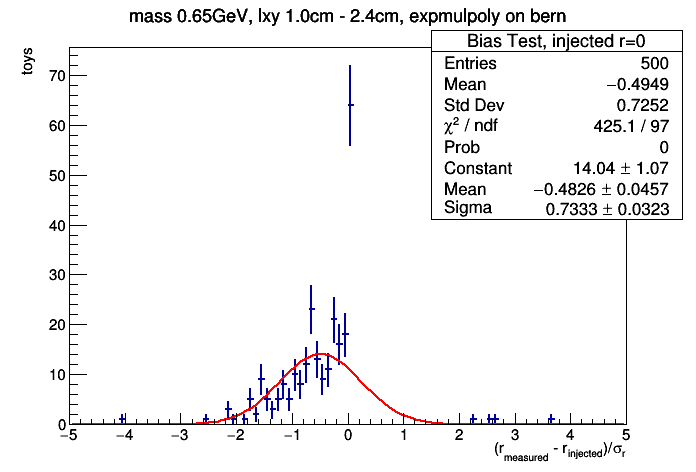 mass 0.65GeV, lxy 1.0cm - 2.4cm, expmulpoly on bern
Bias Test, injected r=0
Entries 500
Mean −0.4949
Std Dev 0.7252
χ² / ndf 425.1 / 97
Prob 0
Constant 14.04 ± 1.07
Mean −0.4826 ± 0.0457
Sigma 0.7333 ± 0.0323
toys
70
60
50
40
30
20
10
0
−5 −4 −3 −2 −1 0 1 2 3 4 5
(r_measured - r_injected)/σ_r